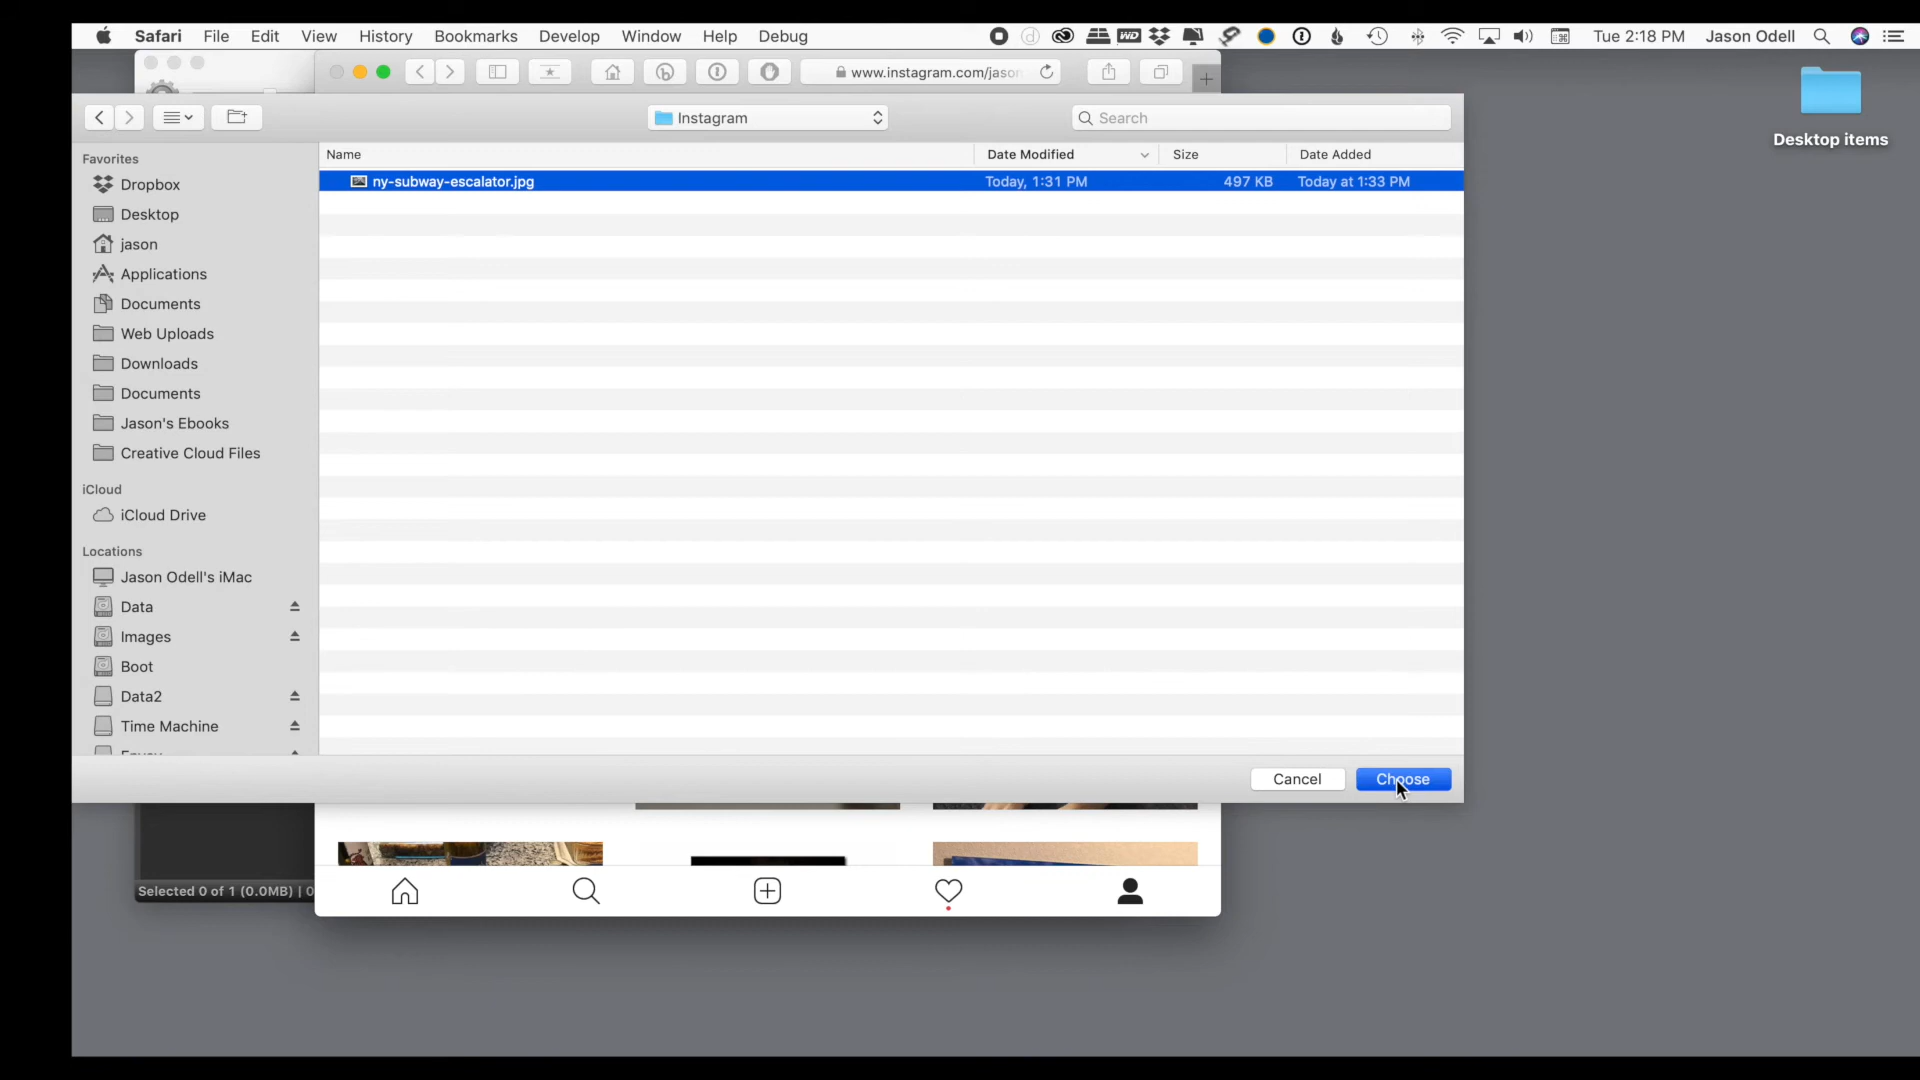 Safari File Edit View History Bookmarks Develop Window Help Debug WD Tue 2:18 PM Jason Odell
www.instagram.com/jasor
Desktop items
Instagram
Search
Favorites
Dropbox
Desktop
jason
Applications
Documents
Web Uploads
Downloads
Documents
Jason's Ebooks
Creative Cloud Files
iCloud
iCloud Drive
Locations
Jason Odell's iMac
Data
Images
Boot
Data2
Time Machine
Name Date Modified Size Date Added
ny-subway-escalator.jpg Today, 1:31 PM 497 KB Today at 1:33 PM
Cancel Choose
Selected 0 of 1 (0.0MB) | 0